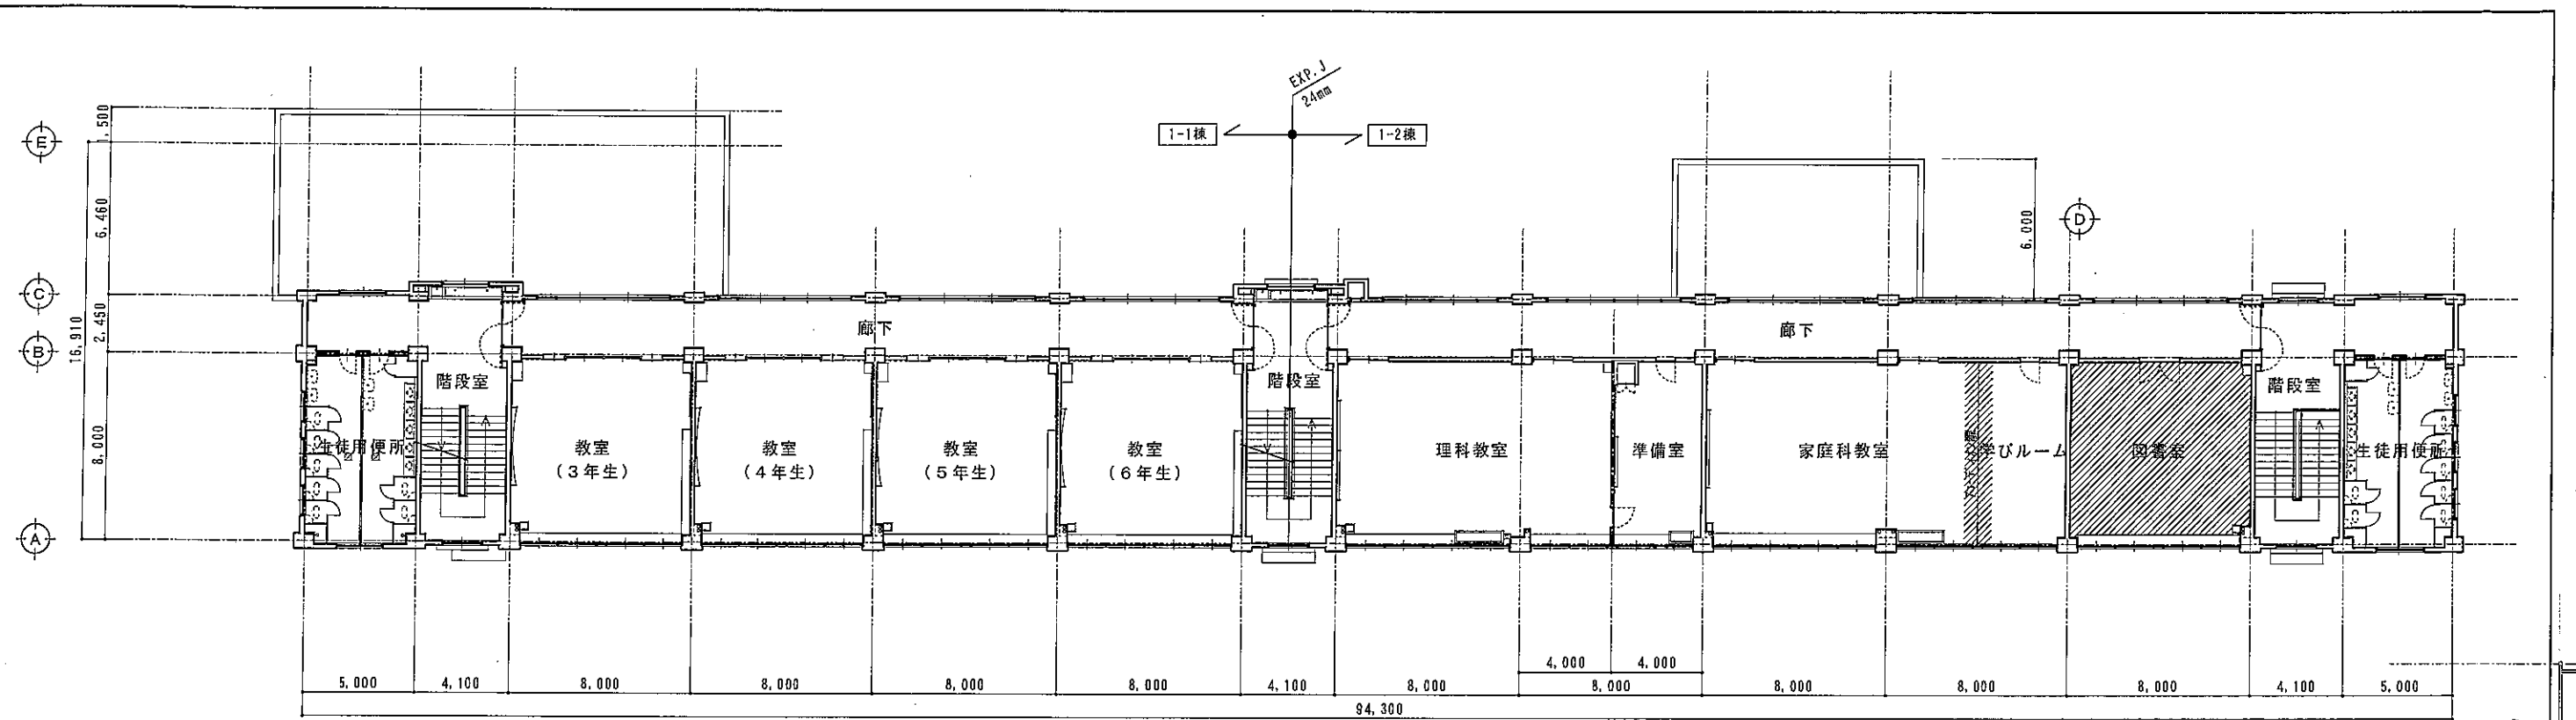 EXP. J
24mm
1-1棟
1-2棟
E
1,500
6,460
6,000
D
C
2,450
16,910
B
廊下
廊下
階段室
階段室
階段室
8,000
生徒用便所
教室
(3年生)
教室
(4年生)
教室
(5年生)
教室
(6年生)
理科教室
準備室
家庭科教室
学びルーム
図書室
生徒用便所
A
4,000
4,000
5,000
4,100
8,000
8,000
8,000
8,000
4,100
8,000
8,000
8,000
8,000
8,000
4,100
5,000
94,300